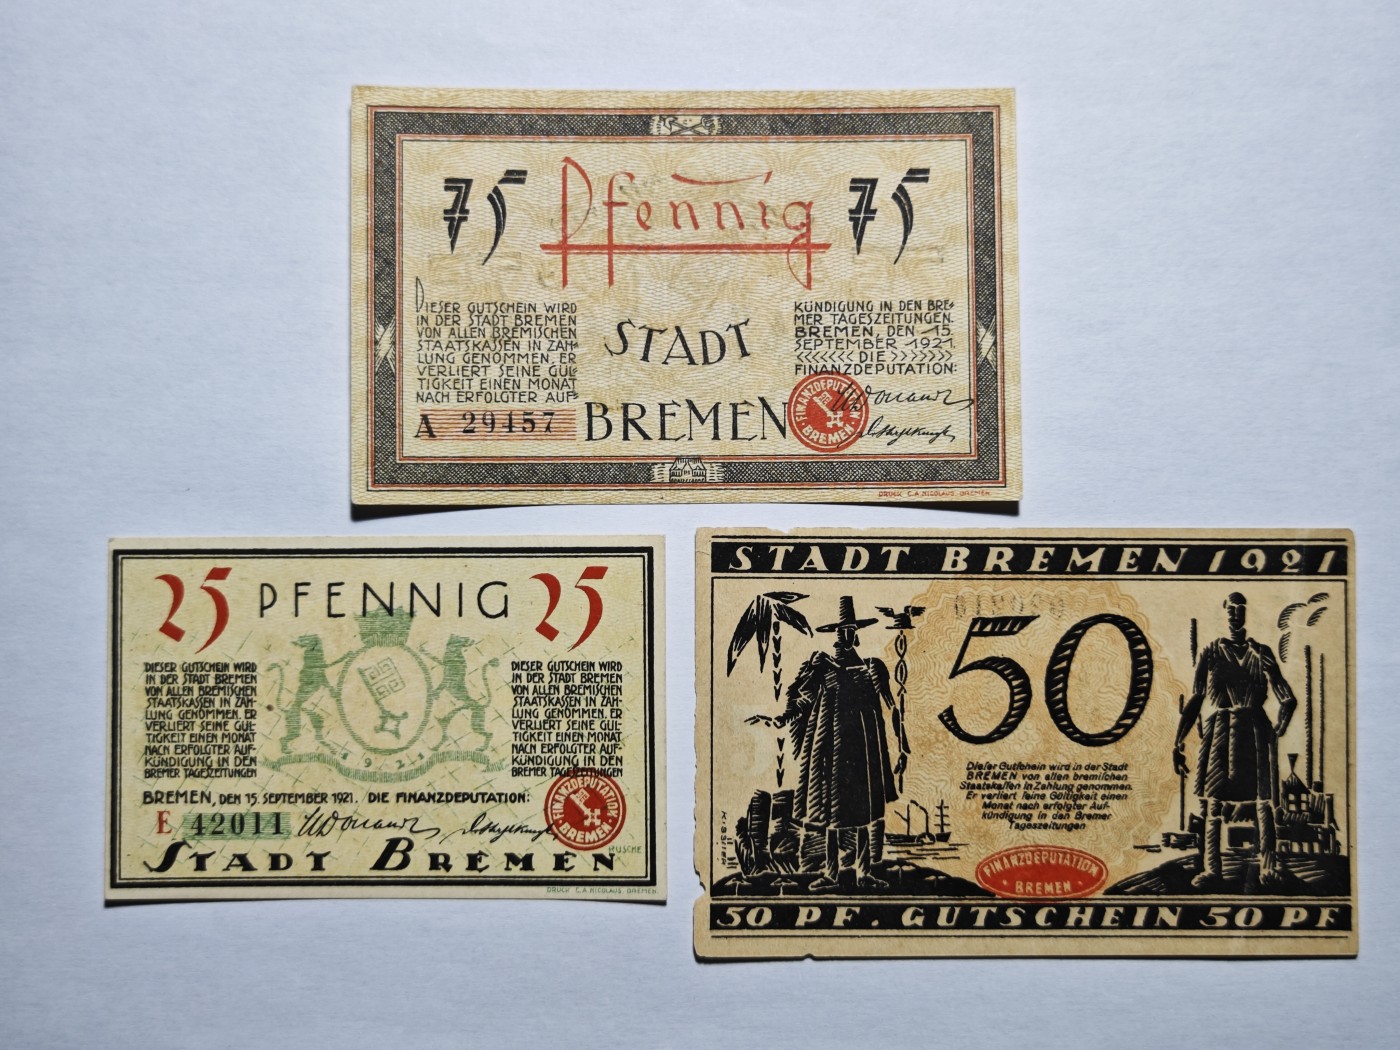 75 Pfennig 75
DIESER GUTSCHEIN WIRD
IN DER STADT BREMEN
VON ALLEN BREMISCHEN
STAATSKASSEN IN ZAH-
LUNG GENOMMEN. ER
VERLIERT SEINE GÜL-
TIGKEIT EINEN MONAT
NACH ERFOLGTER AUF-
A 29457
STADT
BREMEN
KÜNDIGUNG IN DEN BRE-
MER TAGESZEITUNGEN.
BREMEN, DEN 15.
SEPTEMBER 1921.
<<<<<<< DIE >>>>>>>
FINANZDEPUTATION:
FINANZDEPUTATION
BREMEN
DRUCK C.A.NICOLAUS. BREMEN
25 PFENNIG 25
DIESER GUTSCHEIN WIRD
IN DER STADT BREMEN
VON ALLEN BREMISCHEN
STAATSKASSEN IN ZAH-
LUNG GENOMMEN. ER
VERLIERT SEINE GÜL-
TIGKEIT EINEN MONAT
NACH ERFOLGTER AUF-
KÜNDIGUNG IN DEN
BREMER TAGESZEITUNGEN
1921
DIESER GUTSCHEIN WIRD
IN DER STADT BREMEN
VON ALLEN BREMISCHEN
STAATSKASSEN IN ZAH-
LUNG GENOMMEN. ER
VERLIERT SEINE GÜL-
TIGKEIT EINEN MONAT
NACH ERFOLGTER AUF-
KÜNDIGUNG IN DEN
BREMER TAGESZEITUNGEN
BREMEN, DEN 15. SEPTEMBER 1921. DIE FINANZDEPUTATION:
E 42011
FINANZDEPUTATION
BREMEN
STADT BREMEN
PUSCHE
DRUCK C.A.NICOLAUS. BREMEN
STADT BREMEN 1921
50
Dieser Gutschein wird in der Stadt
BREMEN von allen bremischen
Staatskassen in Zahlung genommen.
Er verliert seine Gültigkeit einen
Monat nach erfolgter Auf-
kündigung in den Bremer
Tageszeitungen
FINANZDEPUTATION
BREMEN
50 PF. GUTSCHEIN 50 PF